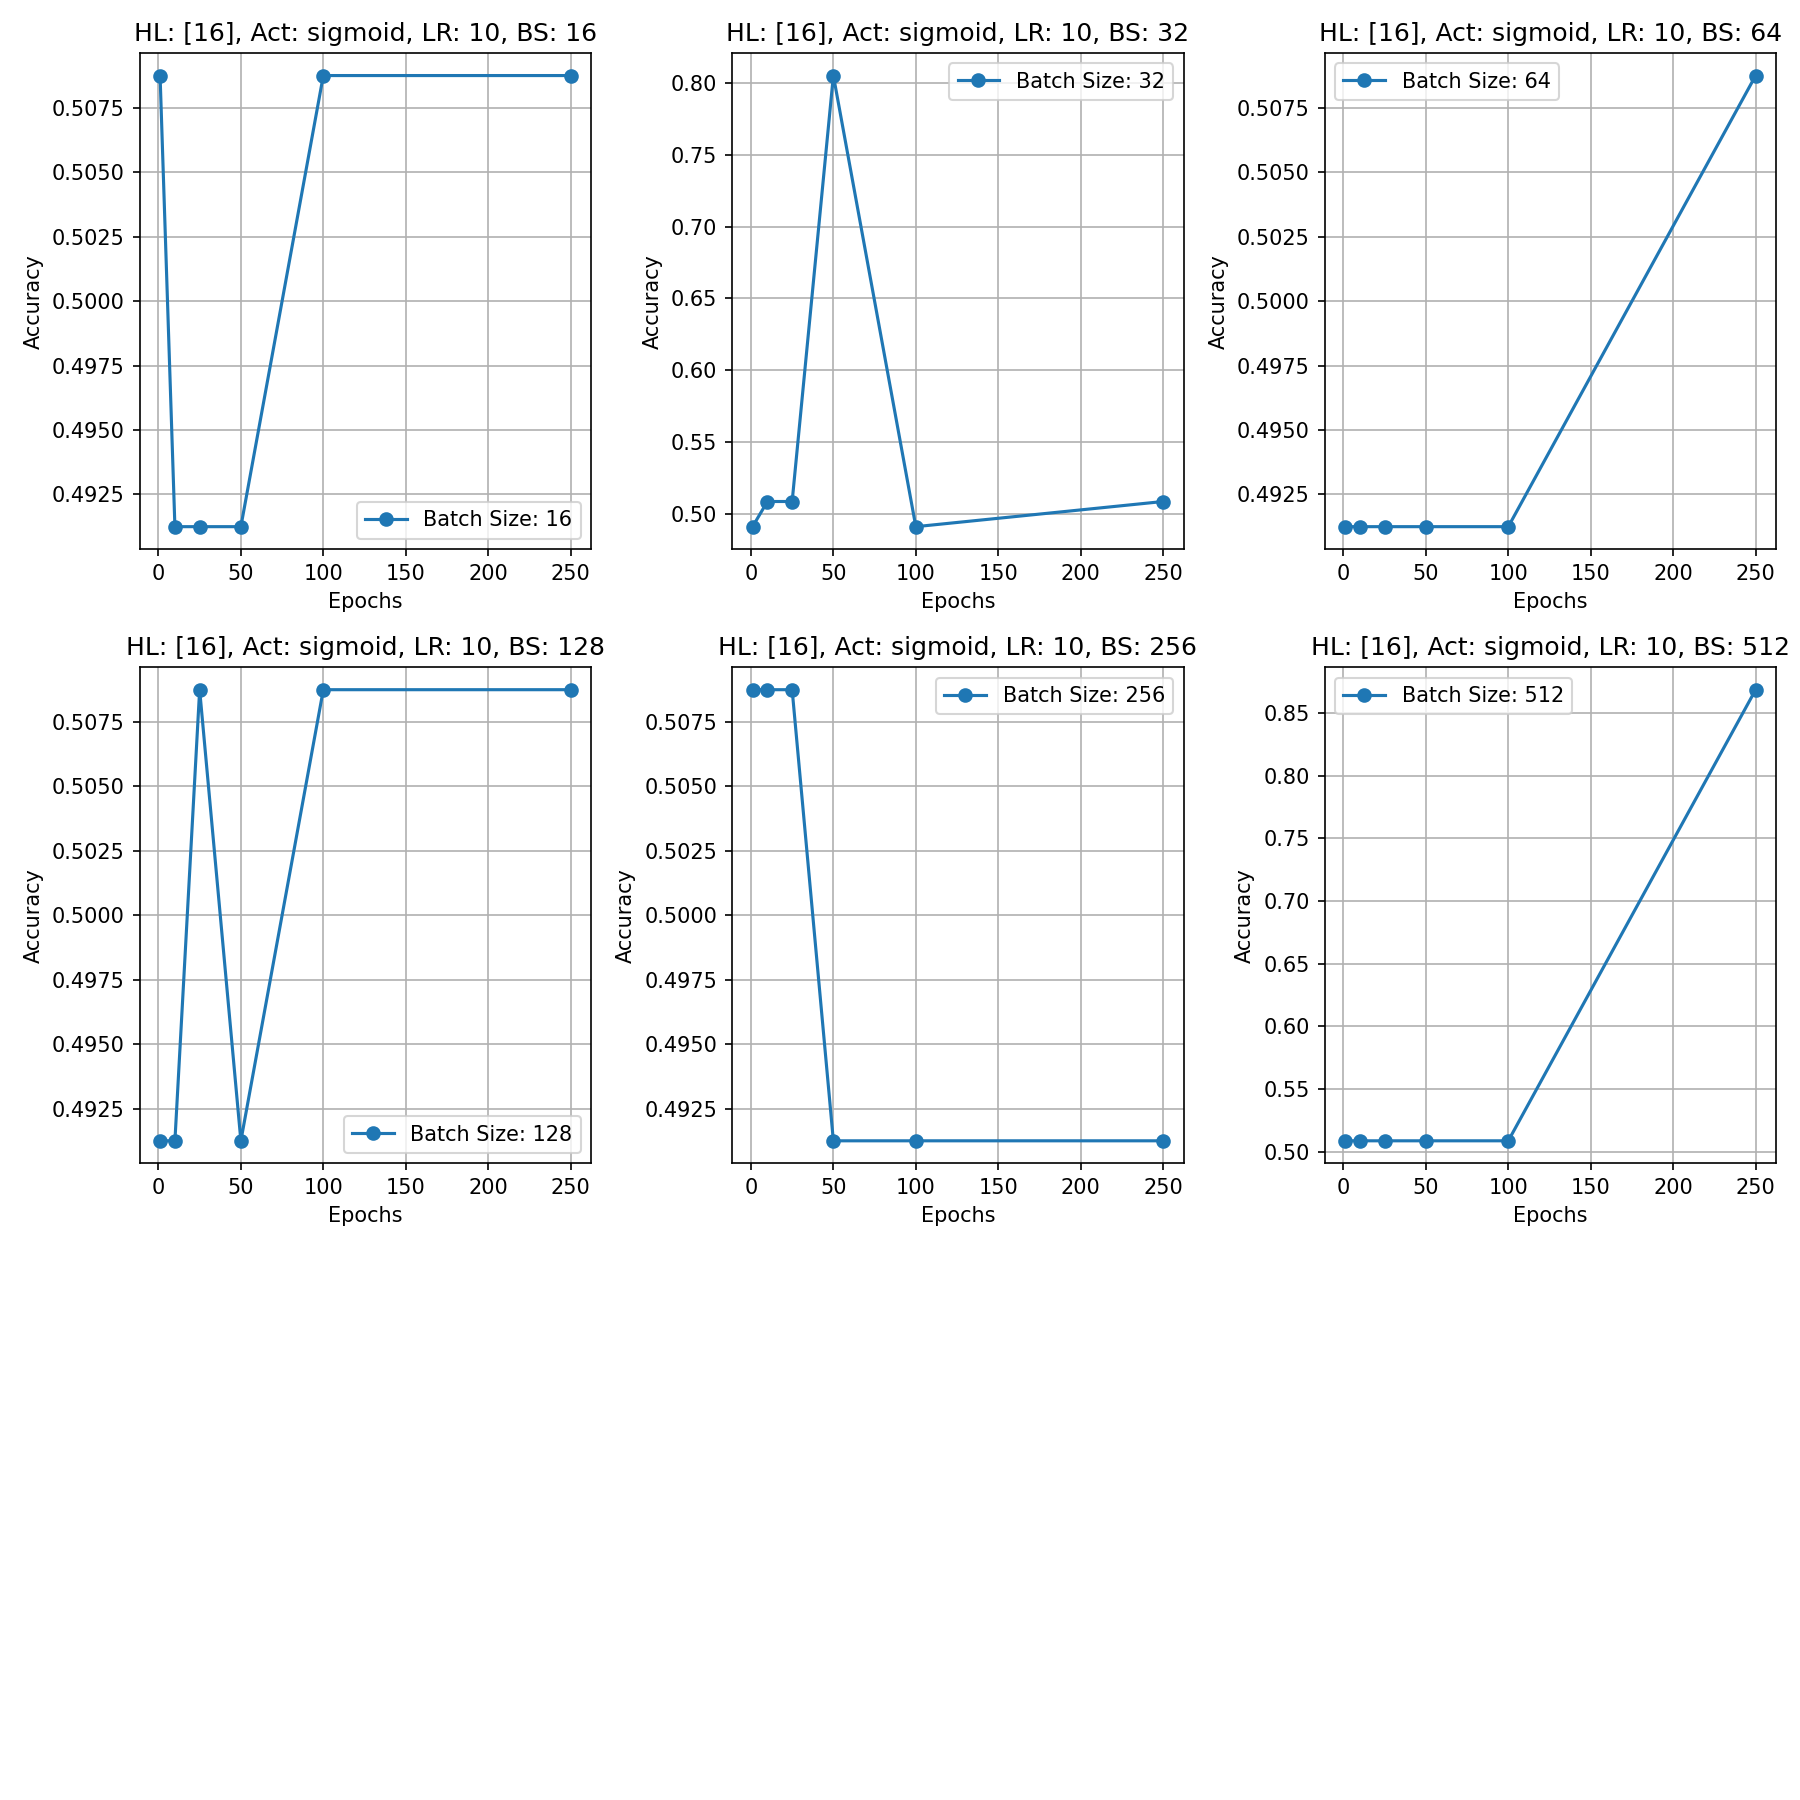 HL: [16], Act: sigmoid, LR: 10, BS: 16
0.5075
0.5050
0.5025
0.5000
0.4975
0.4950
0.4925
Accuracy
Batch Size: 16
0 50 100 150 200 250
Epochs
HL: [16], Act: sigmoid, LR: 10, BS: 32
0.80
0.75
0.70
0.65
0.60
0.55
0.50
Accuracy
Batch Size: 32
0 50 100 150 200 250
Epochs
HL: [16], Act: sigmoid, LR: 10, BS: 64
0.5075
0.5050
0.5025
0.5000
0.4975
0.4950
0.4925
Accuracy
Batch Size: 64
0 50 100 150 200 250
Epochs
HL: [16], Act: sigmoid, LR: 10, BS: 128
0.5075
0.5050
0.5025
0.5000
0.4975
0.4950
0.4925
Accuracy
Batch Size: 128
0 50 100 150 200 250
Epochs
HL: [16], Act: sigmoid, LR: 10, BS: 256
0.5075
0.5050
0.5025
0.5000
0.4975
0.4950
0.4925
Accuracy
Batch Size: 256
0 50 100 150 200 250
Epochs
HL: [16], Act: sigmoid, LR: 10, BS: 512
0.85
0.80
0.75
0.70
0.65
0.60
0.55
0.50
Accuracy
Batch Size: 512
0 50 100 150 200 250
Epochs